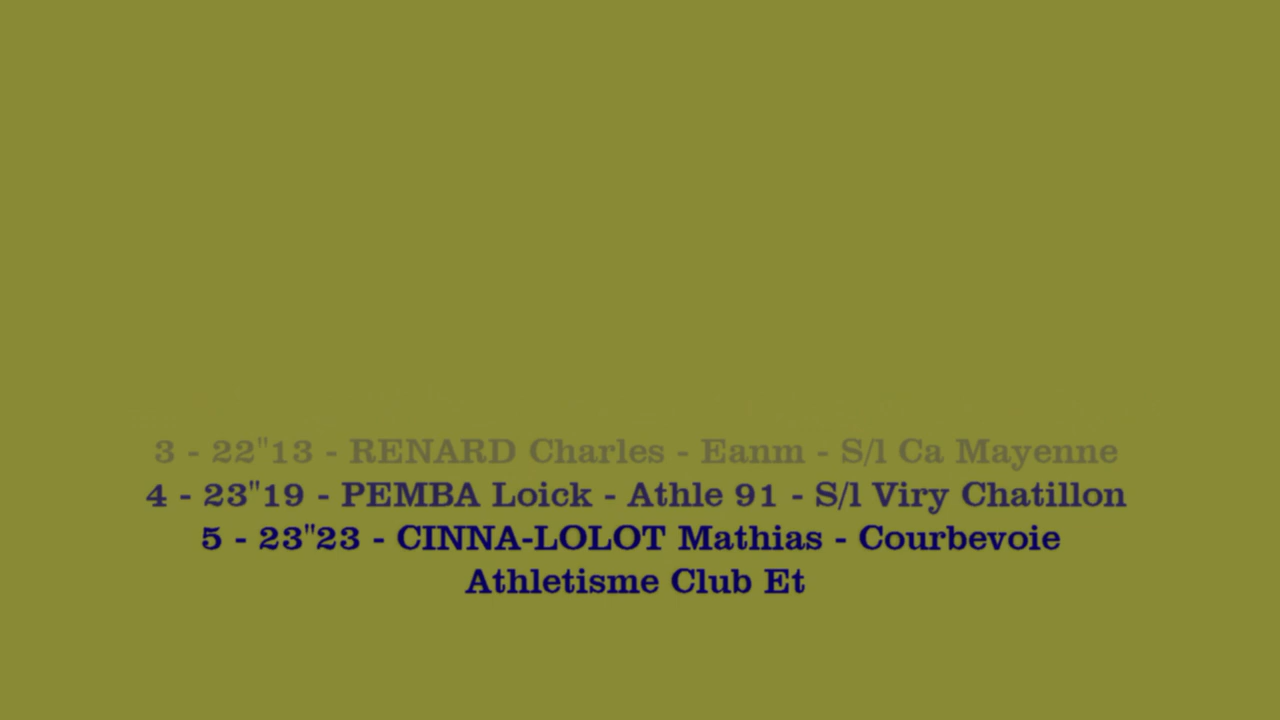 3 - 22"13 - RENARD Charles - Eanm - S/l Ca Mayenne
4 - 23"19 - PEMBA Loick - Athle 91 - S/l Viry Chatillon
5 - 23"23 - CINNA-LOLOT Mathias - Courbevoie
Athletisme Club Et